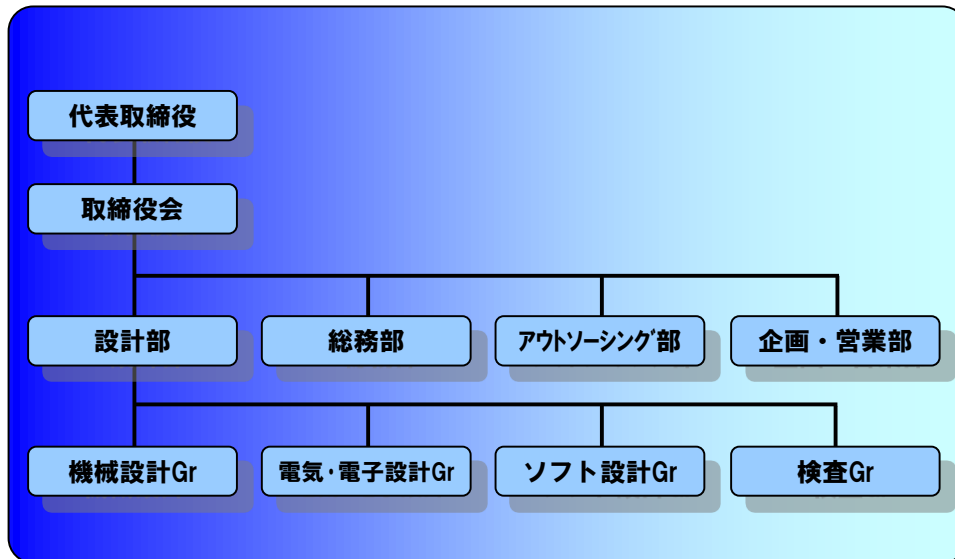 代表取締役
取締役会
設計部
総務部
アウトソーシング部
企画・営業部
機械設計Gr
電気・電子設計Gr
ソフト設計Gr
検査Gr